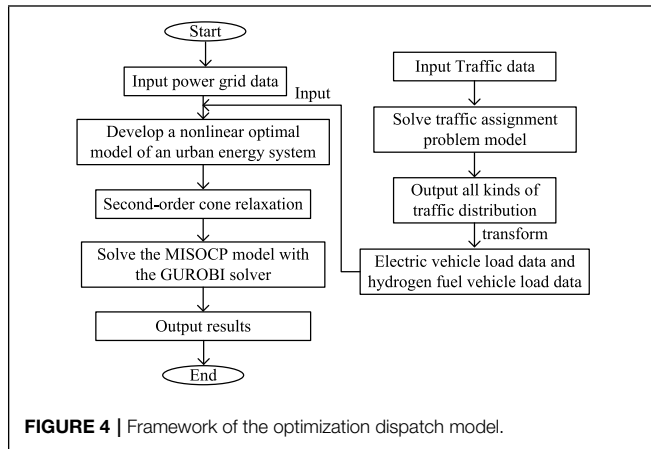 Start
Input power grid data
Input
Develop a nonlinear optimal
model of an urban energy system
Second-order cone relaxation
Solve the MISOCP model with
the GUROBI solver
Output results
End
Input Traffic data
Solve traffic assignment
problem model
Output all kinds of
traffic distribution
transform
Electric vehicle load data and
hydrogen fuel vehicle load data
FIGURE 4 | Framework of the optimization dispatch model.